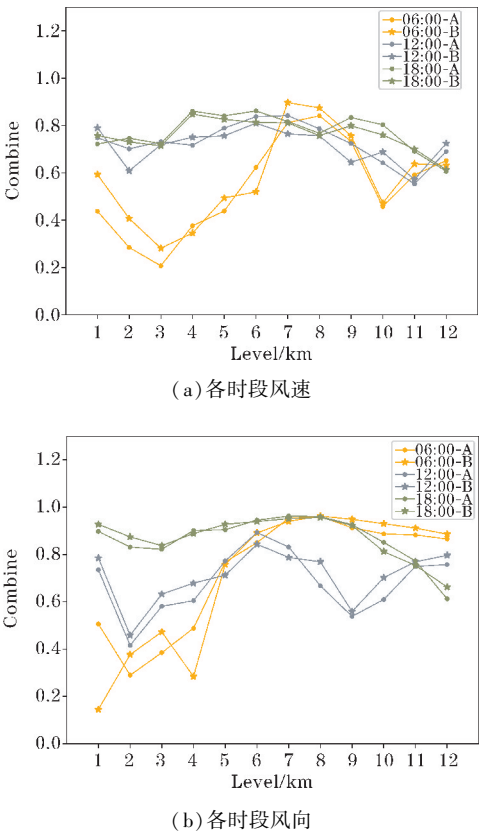 1.2
1.0
0.8
0.6
0.4
0.2
0.0
Combine
06:00-A
06:00-B
12:00-A
12:00-B
18:00-A
18:00-B
1 2 3 4 5 6 7 8 9 10 11 12
Level/km
(a)各时段风速
1.2
1.0
0.8
0.6
0.4
0.2
0.0
Combine
06:00-A
06:00-B
12:00-A
12:00-B
18:00-A
18:00-B
1 2 3 4 5 6 7 8 9 10 11 12
Level/km
(b)各时段风向